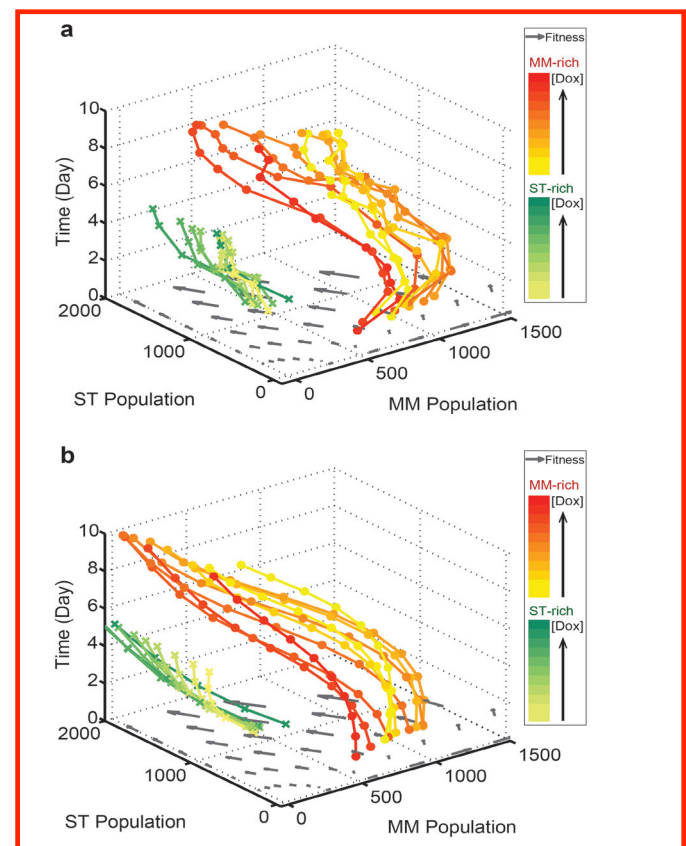 a
Fitness
MM-rich
[Dox]
ST-rich
[Dox]
Time (Day)
10
8
6
4
2
0
2000
1000
0
ST Population
0
500
1000
1500
MM Population
b
Fitness
MM-rich
[Dox]
ST-rich
[Dox]
Time (Day)
10
8
6
4
2
0
2000
1000
0
ST Population
0
500
1000
1500
MM Population